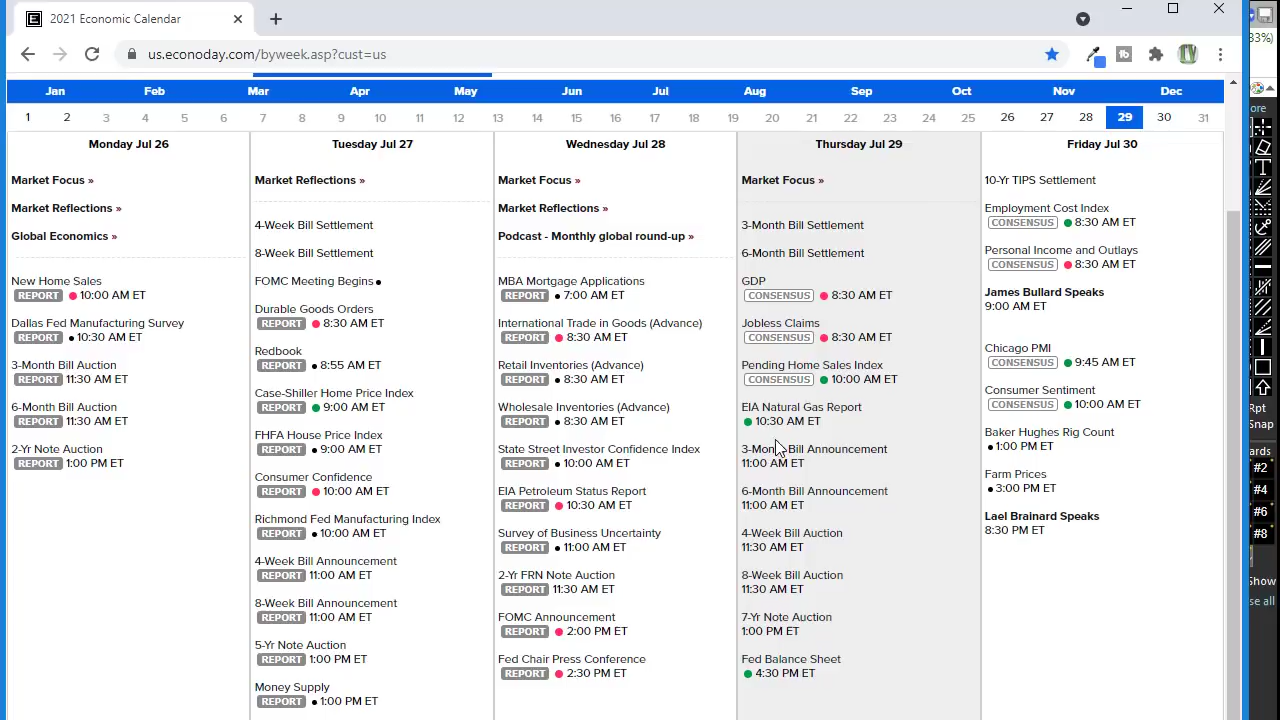 2021 Economic Calendar
us.econoday.com/byweek.asp?cust=us
Jan Feb Mar Apr May Jun Jul Aug Sep Oct Nov Dec
1 2 3 4 5 6 7 8 9 10 11 12 13 14 15 16 17 18 19 20 21 22 23 24 25 26 27 28 29 30 31
Monday Jul 26
Market Focus »
Market Reflections »
Global Economics »
New Home Sales
REPORT 10:00 AM ET
Dallas Fed Manufacturing Survey
REPORT 10:30 AM ET
3-Month Bill Auction
REPORT 11:30 AM ET
6-Month Bill Auction
REPORT 11:30 AM ET
2-Yr Note Auction
REPORT 1:00 PM ET
Tuesday Jul 27
Market Reflections »
4-Week Bill Settlement
8-Week Bill Settlement
FOMC Meeting Begins
Durable Goods Orders
REPORT 8:30 AM ET
Redbook
REPORT 8:55 AM ET
Case-Shiller Home Price Index
REPORT 9:00 AM ET
FHFA House Price Index
REPORT 9:00 AM ET
Consumer Confidence
REPORT 10:00 AM ET
Richmond Fed Manufacturing Index
REPORT 10:00 AM ET
4-Week Bill Announcement
REPORT 11:00 AM ET
8-Week Bill Announcement
REPORT 11:00 AM ET
5-Yr Note Auction
REPORT 1:00 PM ET
Money Supply
REPORT 1:00 PM ET
Wednesday Jul 28
Market Focus »
Market Reflections »
Podcast - Monthly global round-up »
MBA Mortgage Applications
REPORT 7:00 AM ET
International Trade in Goods (Advance)
REPORT 8:30 AM ET
Retail Inventories (Advance)
REPORT 8:30 AM ET
Wholesale Inventories (Advance)
REPORT 8:30 AM ET
State Street Investor Confidence Index
REPORT 10:00 AM ET
EIA Petroleum Status Report
REPORT 10:30 AM ET
Survey of Business Uncertainty
REPORT 11:00 AM ET
2-Yr FRN Note Auction
REPORT 11:30 AM ET
FOMC Announcement
REPORT 2:00 PM ET
Fed Chair Press Conference
REPORT 2:30 PM ET
Thursday Jul 29
Market Focus »
3-Month Bill Settlement
6-Month Bill Settlement
GDP
CONSENSUS 8:30 AM ET
Jobless Claims
CONSENSUS 8:30 AM ET
Pending Home Sales Index
CONSENSUS 10:00 AM ET
EIA Natural Gas Report
10:30 AM ET
3-Month Bill Announcement
11:00 AM ET
6-Month Bill Announcement
11:00 AM ET
4-Week Bill Auction
11:30 AM ET
8-Week Bill Auction
11:30 AM ET
7-Yr Note Auction
1:00 PM ET
Fed Balance Sheet
4:30 PM ET
Friday Jul 30
10-Yr TIPS Settlement
Employment Cost Index
CONSENSUS 8:30 AM ET
Personal Income and Outlays
CONSENSUS 8:30 AM ET
James Bullard Speaks
9:00 AM ET
Chicago PMI
CONSENSUS 9:45 AM ET
Consumer Sentiment
CONSENSUS 10:00 AM ET
Baker Hughes Rig Count
1:00 PM ET
Farm Prices
3:00 PM ET
Lael Brainard Speaks
8:30 PM ET
33%)
ore
Rpt
Snap
ards
#2
#4
#6
#8
Show
se all